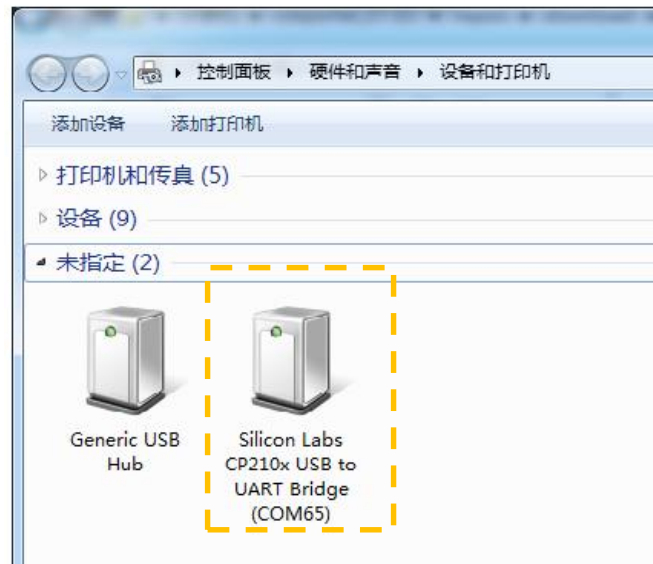 控制面板 ▸ 硬件和声音 ▸ 设备和打印机
添加设备 添加打印机
打印机和传真 (5)
设备 (9)
未指定 (2)
Generic USB
Hub
Silicon Labs
CP210x USB to
UART Bridge
(COM65)